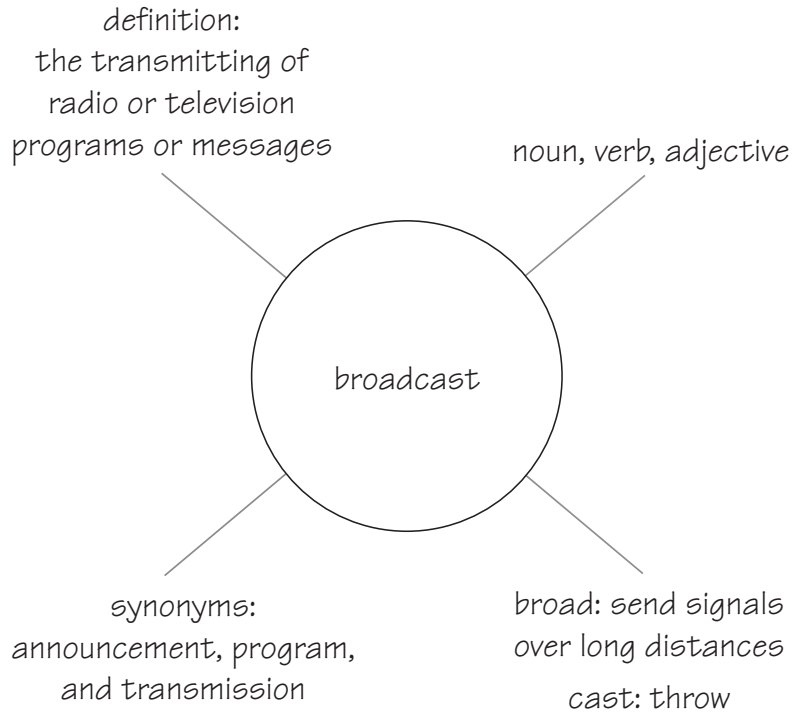 definition:
the transmitting of
radio or television
programs or messages
noun, verb, adjective
broadcast
synonyms:
announcement, program,
and transmission
broad: send signals
over long distances
cast: throw